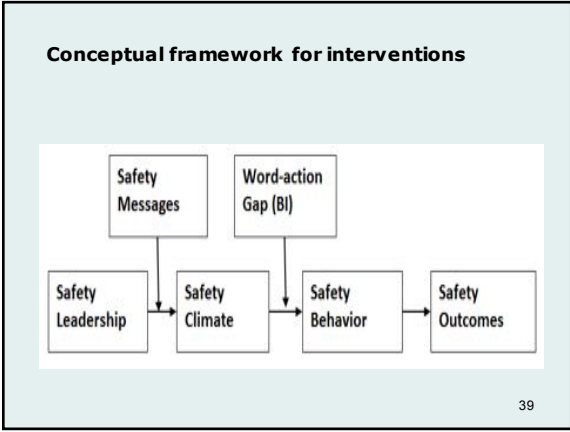 Conceptual framework for interventions
Safety
Messages
Word-action
Gap (BI)
Safety
Leadership
Safety
Climate
Safety
Behavior
Safety
Outcomes
39